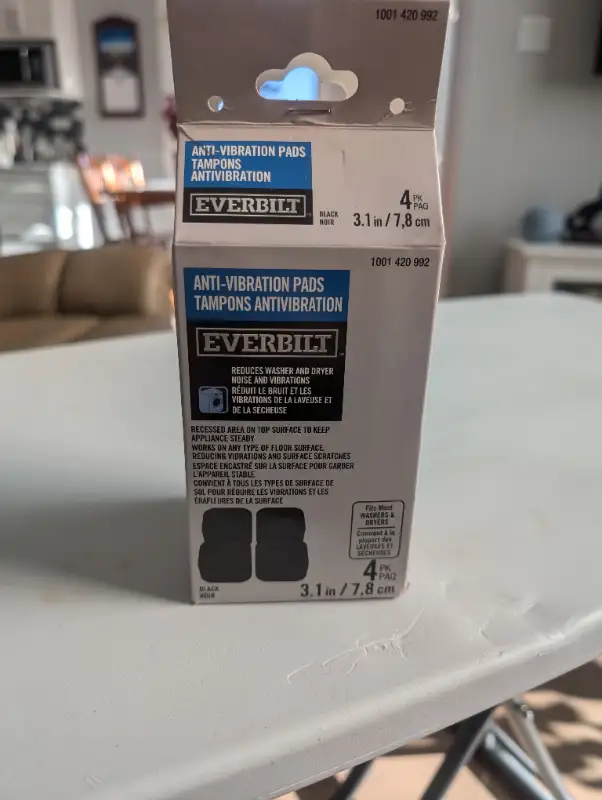 1001 420 992
ANTI-VIBRATION PADS
TAMPONS
ANTIVIBRATION
EVERBILT
BLACK
NOIR
4 PK
PAQ
3.1 in / 7,8 cm
1001 420 992
ANTI-VIBRATION PADS
TAMPONS ANTIVIBRATION
EVERBILT™
REDUCES WASHER AND DRYER
NOISE AND VIBRATIONS
RÉDUIT LE BRUIT ET LES
VIBRATIONS DE LA LAVEUSE ET
DE LA SÉCHEUSE
RECESSED AREA ON TOP SURFACE TO KEEP
APPLIANCE STEADY
WORKS ON ANY TYPE OF FLOOR SURFACE,
REDUCING VIBRATIONS AND SURFACE SCRATCHES
ESPACE ENCASTRÉ SUR LA SURFACE POUR GARDER
L'APPAREIL STABLE
CONVIENT À TOUS LES TYPES DE SURFACE DE
SOL POUR RÉDUIRE LES VIBRATIONS ET LES
ÉRAFLURES DE LA SURFACE
Fits Most
WASHERS &
DRYERS
Convient à la
plupart des
LAVEUSES ET
SÉCHEUSES
4 PK
PAQ
BLACK
NOIR
3.1 in / 7,8 cm